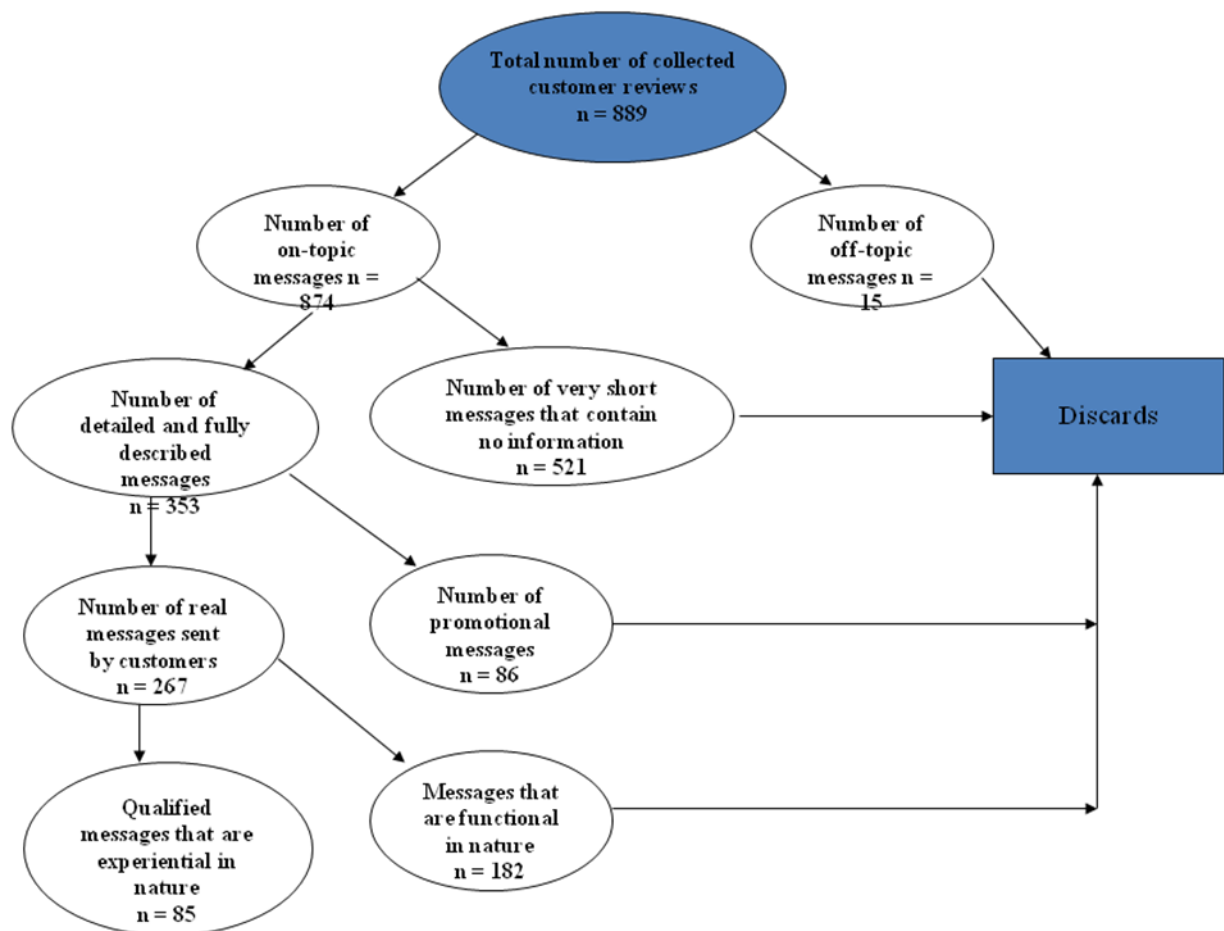 Total number of collected
customer reviews
n = 889
Number of
on-topic
messages n =
874
Number of
off-topic
messages n =
15
Number of
detailed and fully
described
messages
n = 353
Number of very short
messages that contain
no information
n = 521
Discards
Number of real
messages sent
by customers
n = 267
Number of
promotional
messages
n = 86
Qualified
messages that are
experiential in
nature
n = 85
Messages that
are functional
in nature
n = 182